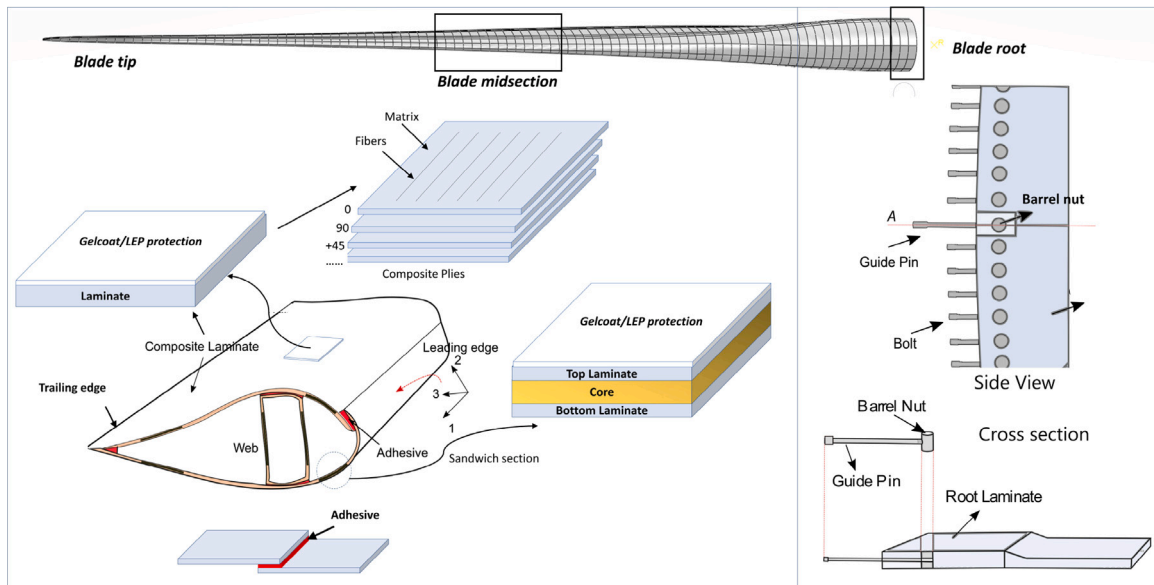 Blade tip
Blade midsection
Blade root
Matrix
Fibers
0
90
+45
......
Composite Plies
Gelcoat/LEP protection
Laminate
Composite Laminate
Trailing edge
Web
Leading edge
2
3
1
Adhesive
Sandwich section
Gelcoat/LEP protection
Top Laminate
Core
Bottom Laminate
Adhesive
A
Barrel nut
Guide Pin
Bolt
Side View
Barrel Nut
Cross section
Guide Pin
Root Laminate